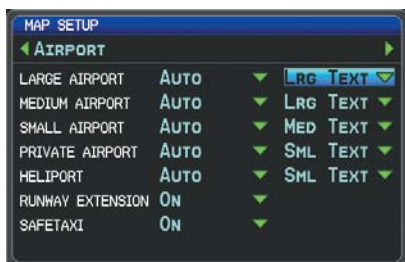 MAP SETUP
AIRPORT
LARGE AIRPORT AUTO LRG TEXT
MEDIUM AIRPORT AUTO LRG TEXT
SMALL AIRPORT AUTO MED TEXT
PRIVATE AIRPORT AUTO SML TEXT
HELIPORT AUTO SML TEXT
RUNWAY EXTENSION ON
SAFETAXI ON